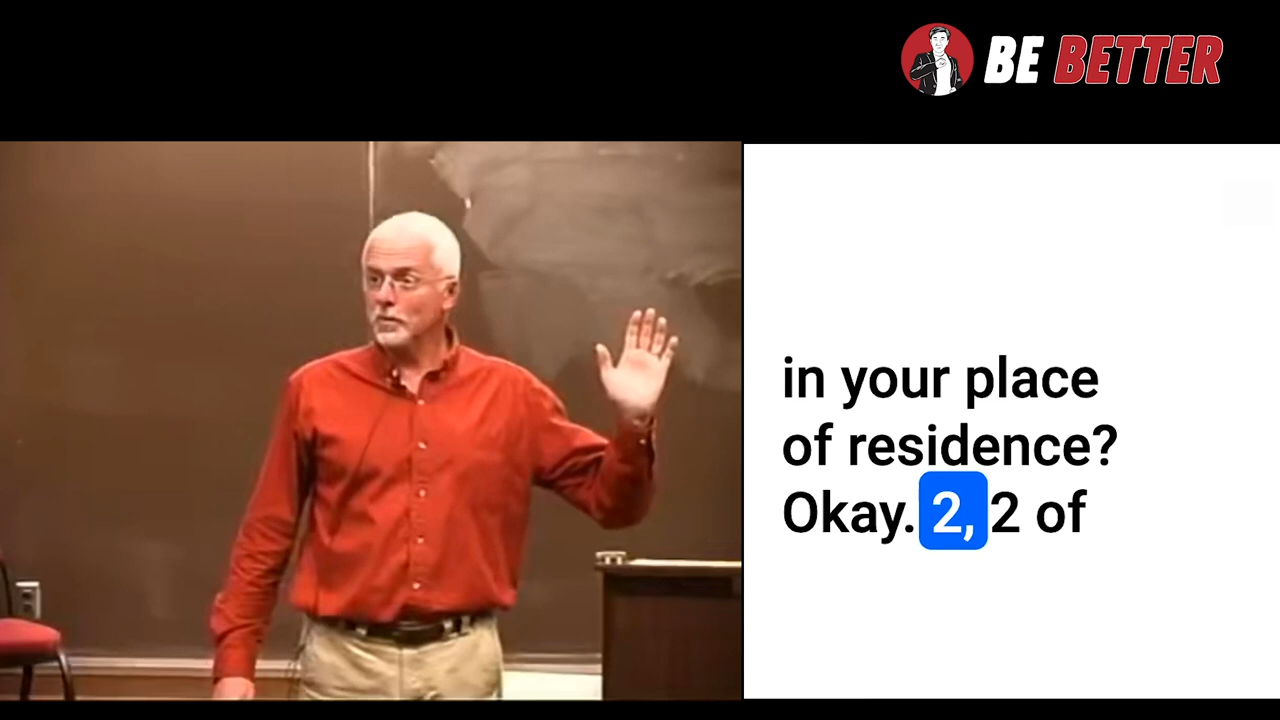 BE BETTER
in your place
of residence?
Okay. 2, 2 of